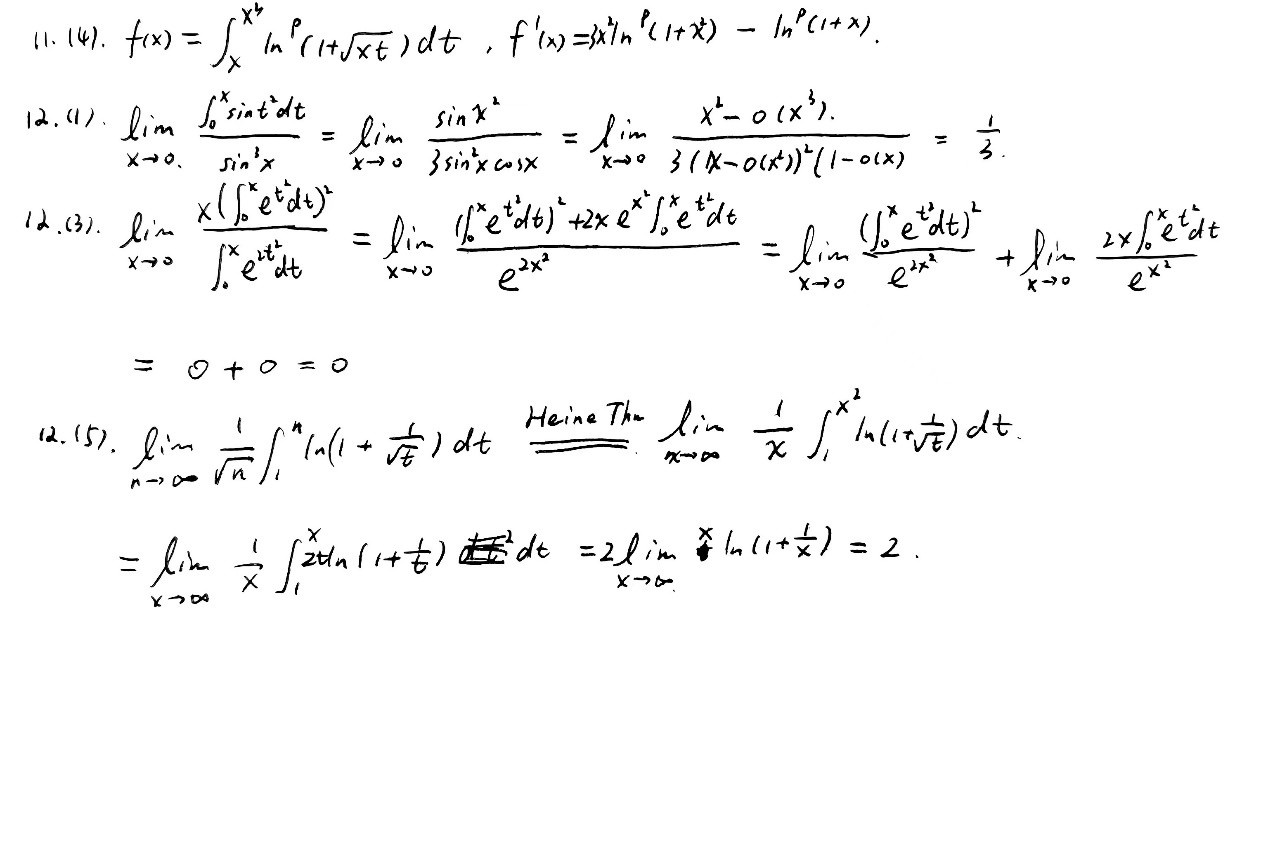 11. (4). f(x) = ∫_x^{x^3} ln^p(1+√(xt)) dt , f'(x) = 3x^2 ln^p(1+x^2) − ln^p(1+x).
12. (1). lim_{x→0.} (∫_0^x sin t^2 dt)/(sin^3 x) = lim_{x→0} (sin x^2)/(3 sin^2 x cos x) = lim_{x→0} (x^2 − o(x^3).)/(3(x−o(x^2))^2(1−o(x)) = 1/3.
12.(3). lim_{x→0} (x(∫_0^x e^{t^2} dt)^2)/(∫_0^x e^{2t^2} dt) = lim_{x→0} ((∫_0^x e^{t^2} dt)^2 + 2x e^{x^2} ∫_0^x e^{t^2} dt)/(e^{2x^2}) = lim_{x→0} ((∫_0^x e^{t^2} dt)^2)/(e^{2x^2}) + lim_{x→0} (2x ∫_0^x e^{t^2} dt)/(e^{x^2})
= 0 + 0 = 0
12.(5). lim_{n→∞} (1/√n) ∫_1^n ln(1 + 1/√t) dt =Heine Thm= lim_{x→∞} (1/x) ∫_1^{x^2} ln(1+1/√t) dt.
= lim_{x→∞} (1/x) ∫_1^x 2t ln(1+1/t) dt = 2 lim_{x→∞} x ln(1+1/x) = 2.